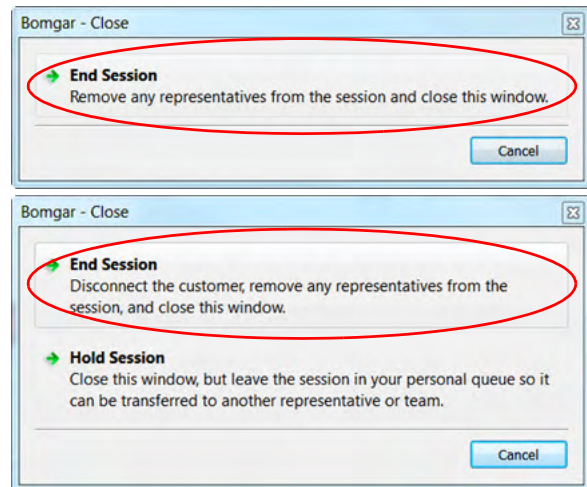 Bomgar - Close
End Session
Remove any representatives from the session and close this window.
Cancel
Bomgar - Close
End Session
Disconnect the customer, remove any representatives from the
session, and close this window.
Hold Session
Close this window, but leave the session in your personal queue so it
can be transferred to another representative or team.
Cancel